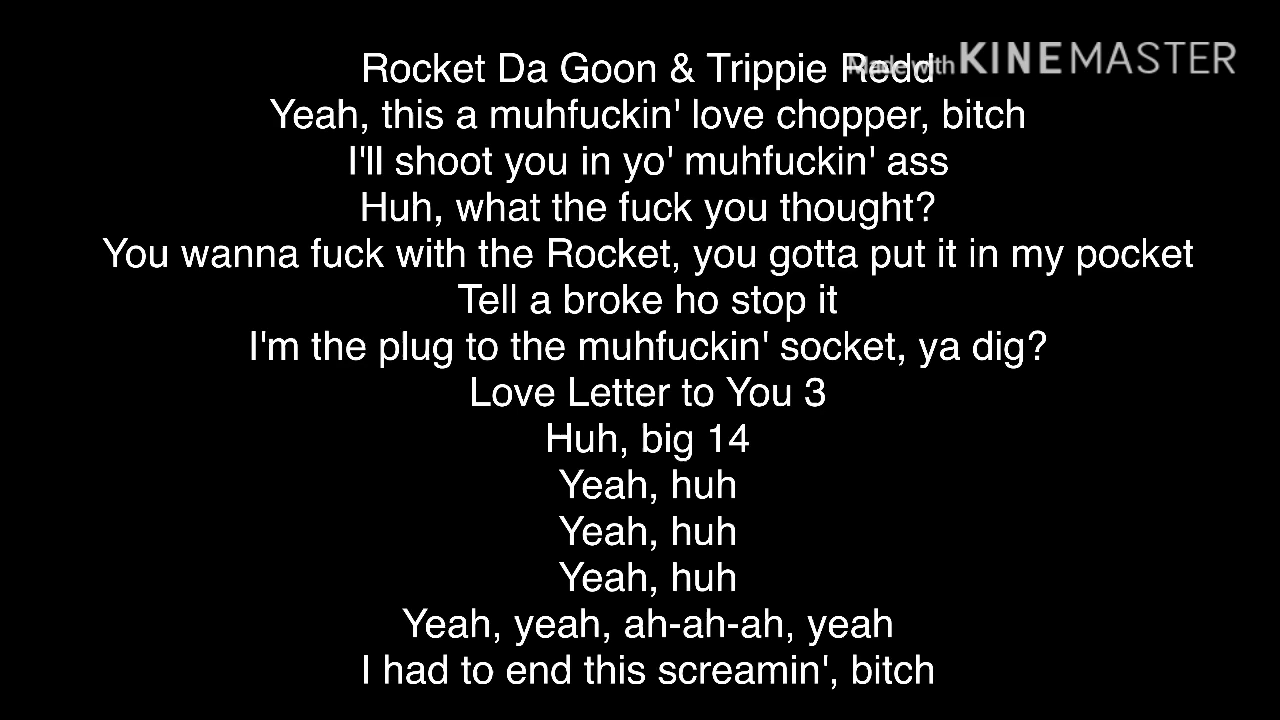 Rocket Da Goon & Trippie Redd
Made with KINEMASTER
Yeah, this a muhfuckin' love chopper, bitch
I'll shoot you in yo' muhfuckin' ass
Huh, what the fuck you thought?
You wanna fuck with the Rocket, you gotta put it in my pocket
Tell a broke ho stop it
I'm the plug to the muhfuckin' socket, ya dig?
Love Letter to You 3
Huh, big 14
Yeah, huh
Yeah, huh
Yeah, huh
Yeah, yeah, ah-ah-ah, yeah
I had to end this screamin', bitch